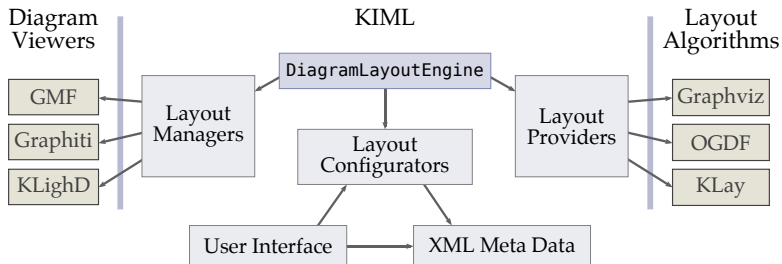 Diagram
Viewers
KIML
Layout
Algorithms
DiagramLayoutEngine
GMF
Graphiti
KLighD
Layout
Managers
Layout
Configurators
Layout
Providers
Graphviz
OGDF
KLay
User Interface
XML Meta Data